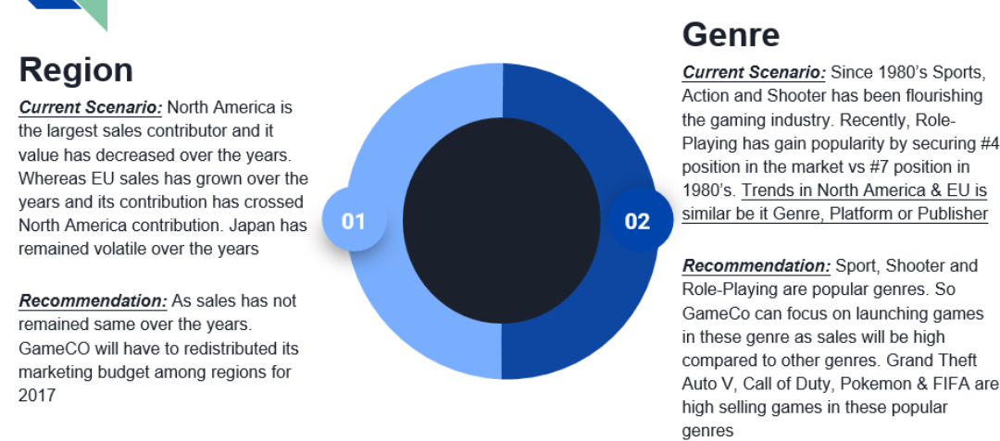 Region
Current Scenario: North America is
the largest sales contributor and it
value has decreased over the years.
Whereas EU sales has grown over the
years and its contribution has crossed
North America contribution. Japan has
remained volatile over the years
Recommendation: As sales has not
remained same over the years.
GameCO will have to redistributed its
marketing budget among regions for
2017
01
02
Genre
Current Scenario: Since 1980's Sports,
Action and Shooter has been flourishing
the gaming industry. Recently, Role-
Playing has gain popularity by securing #4
position in the market vs #7 position in
1980's. Trends in North America & EU is
similar be it Genre, Platform or Publisher
Recommendation: Sport, Shooter and
Role-Playing are popular genres. So
GameCo can focus on launching games
in these genre as sales will be high
compared to other genres. Grand Theft
Auto V, Call of Duty, Pokemon & FIFA are
high selling games in these popular
genres